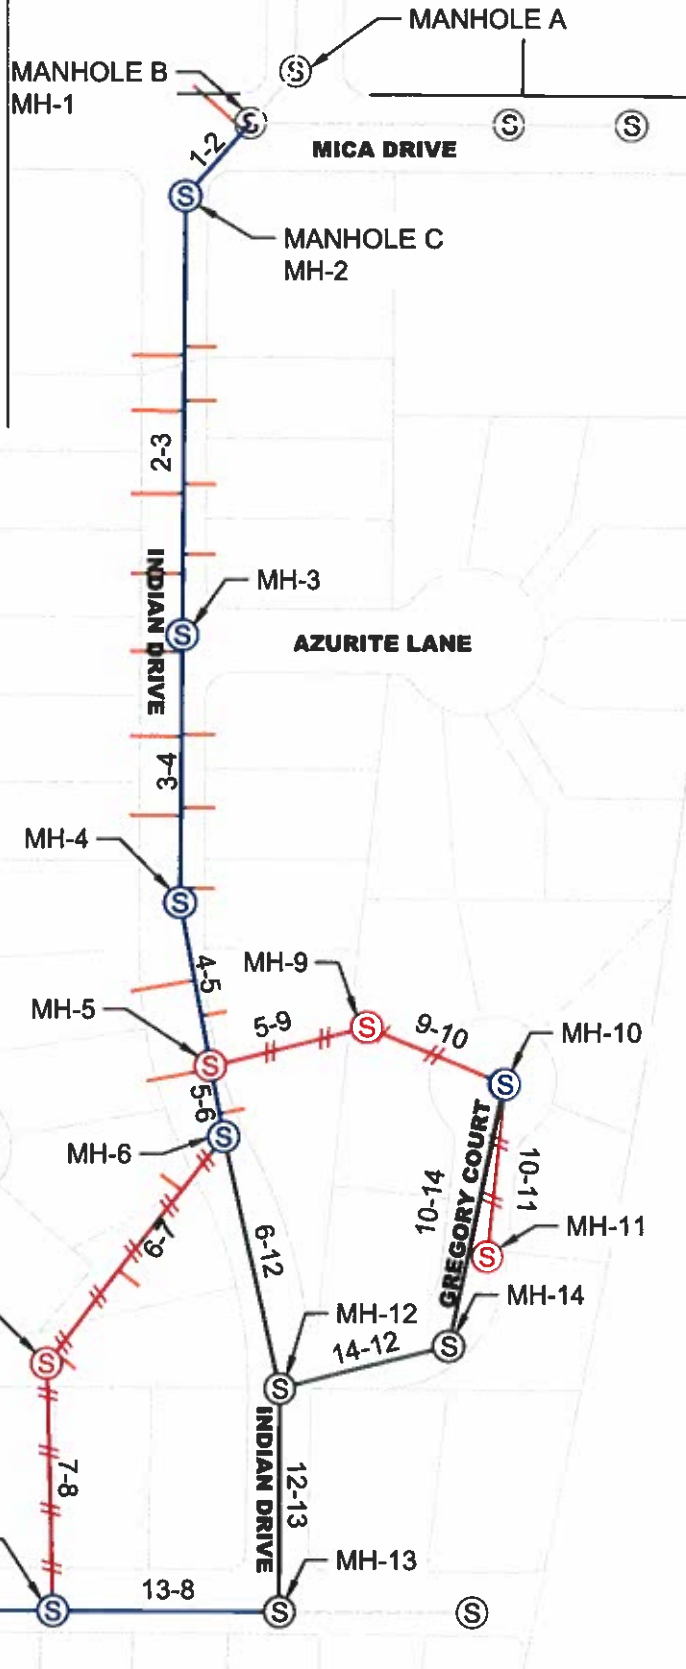 MANHOLE A
MANHOLE B
MH-1
S
S
S
S
1-2
MICA DRIVE
S
MANHOLE C
MH-2
2-3
INDIAN DRIVE
MH-3
S
AZURITE LANE
3-4
MH-4
S
4-5
MH-9
MH-5
5-9
S
9-10
MH-10
S
S
5-6
S
MH-6
6-7
6-12
10-14
GREGORY COURT
10-11
MH-11
S
MH-14
MH-12
14-12
S
S
S
7-8
INDIAN DRIVE
12-13
MH-13
13-8
S
S
S